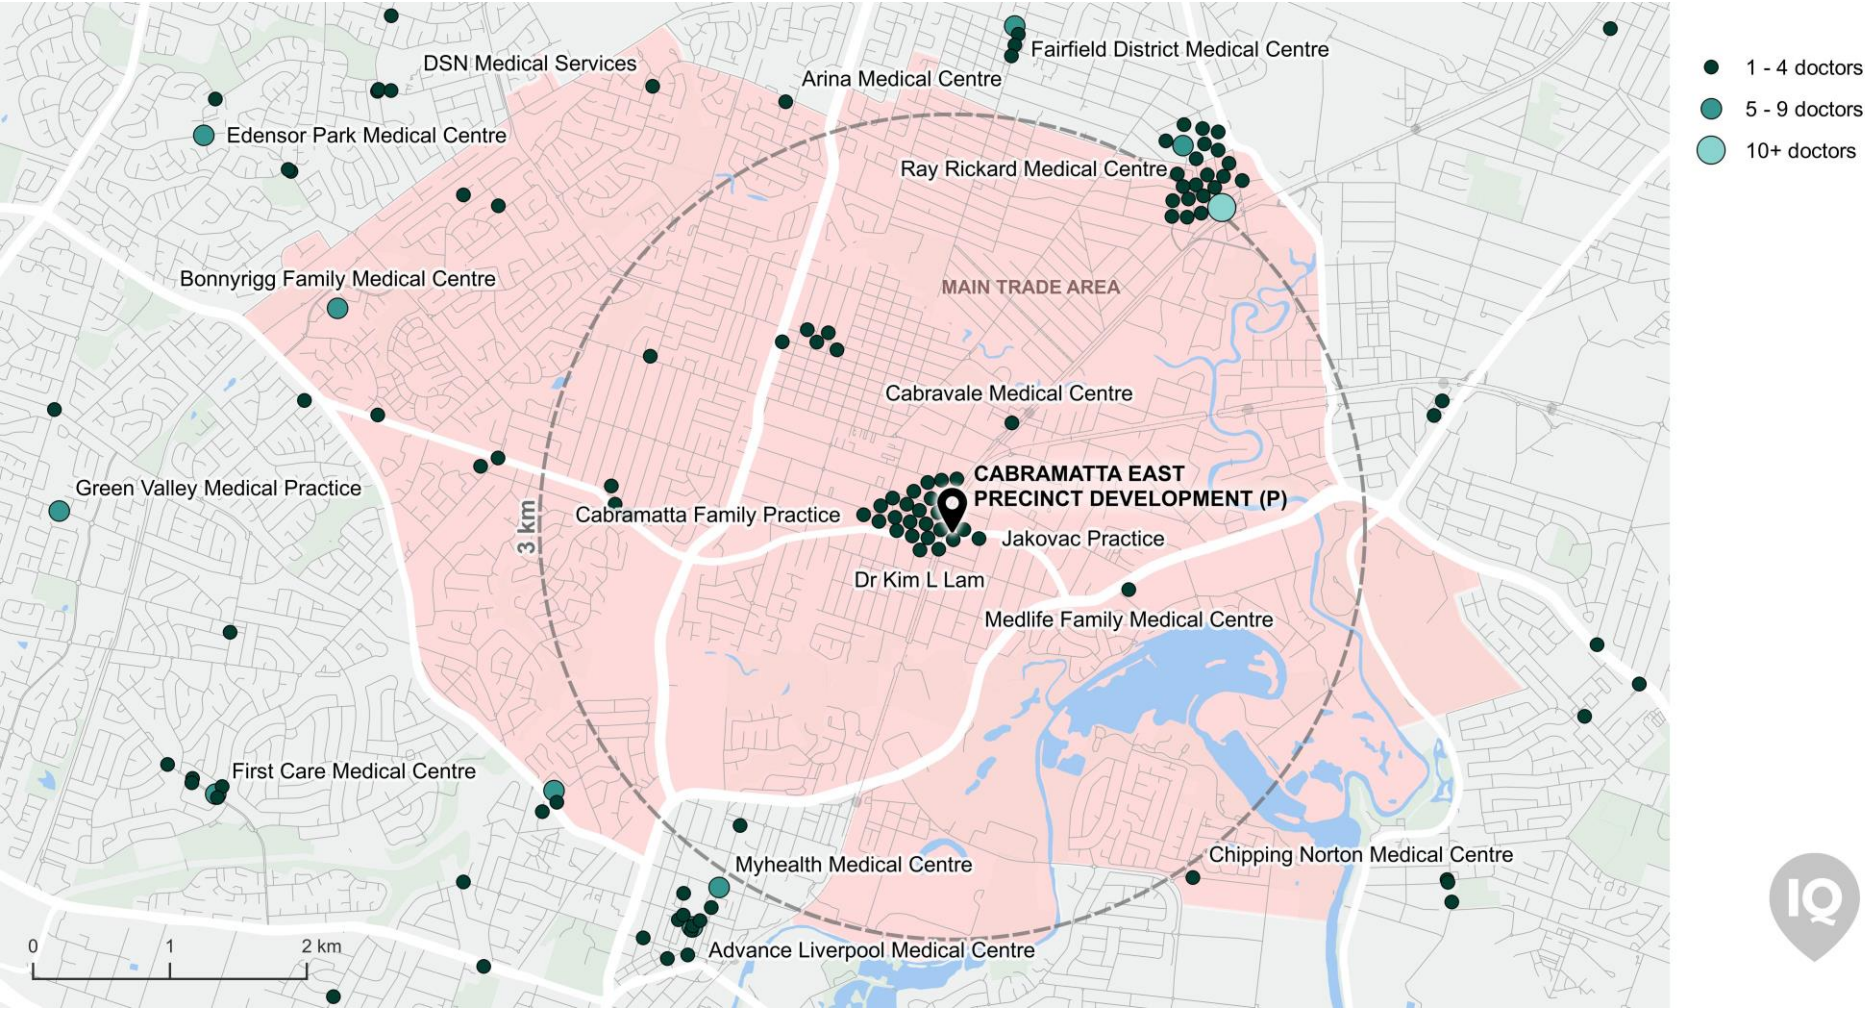 DSN Medical Services
Fairfield District Medical Centre
Arina Medical Centre
1 - 4 doctors
5 - 9 doctors
10+ doctors
Edensor Park Medical Centre
Ray Rickard Medical Centre
Bonnyrigg Family Medical Centre
MAIN TRADE AREA
Cabravale Medical Centre
CABRAMATTA EAST
PRECINCT DEVELOPMENT (P)
Green Valley Medical Practice
3 km
Cabramatta Family Practice
Jakovac Practice
Dr Kim L Lam
Medlife Family Medical Centre
First Care Medical Centre
Myhealth Medical Centre
Chipping Norton Medical Centre
Advance Liverpool Medical Centre
0 1 2 km
IQ